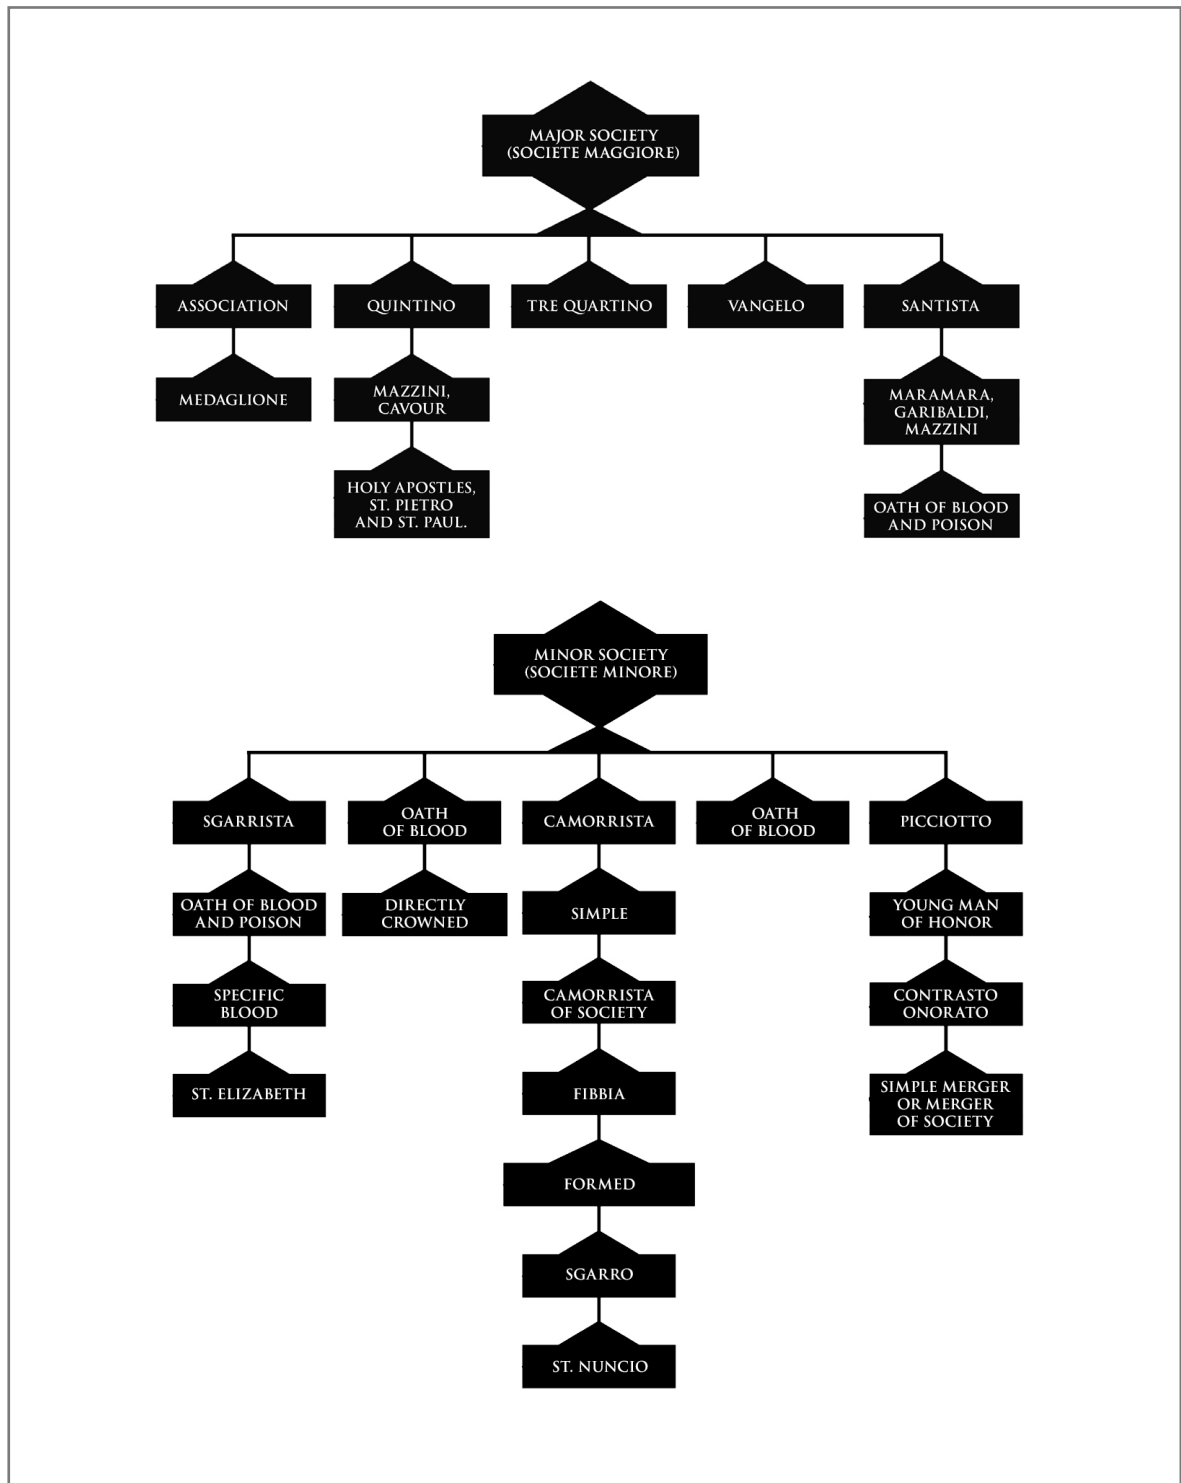 MAJOR SOCIETY
(SOCIETE MAGGIORE)
ASSOCIATION
QUINTINO
TRE QUARTINO
VANGELO
SANTISTA
MEDAGLIONE
MAZZINI,
CAVOUR
MARAMARA,
GARIBALDI,
MAZZINI
HOLY APOSTLES,
ST. PIETRO
AND ST. PAUL.
OATH OF BLOOD
AND POISON
MINOR SOCIETY
(SOCIETE MINORE)
SGARRISTA
OATH
OF BLOOD
CAMORRISTA
OATH
OF BLOOD
PICCIOTTO
OATH OF BLOOD
AND POISON
DIRECTLY
CROWNED
SIMPLE
YOUNG MAN
OF HONOR
SPECIFIC
BLOOD
CAMORRISTA
OF SOCIETY
CONTRASTO
ONORATO
ST. ELIZABETH
FIBBIA
SIMPLE MERGER
OR MERGER
OF SOCIETY
FORMED
SGARRO
ST. NUNCIO